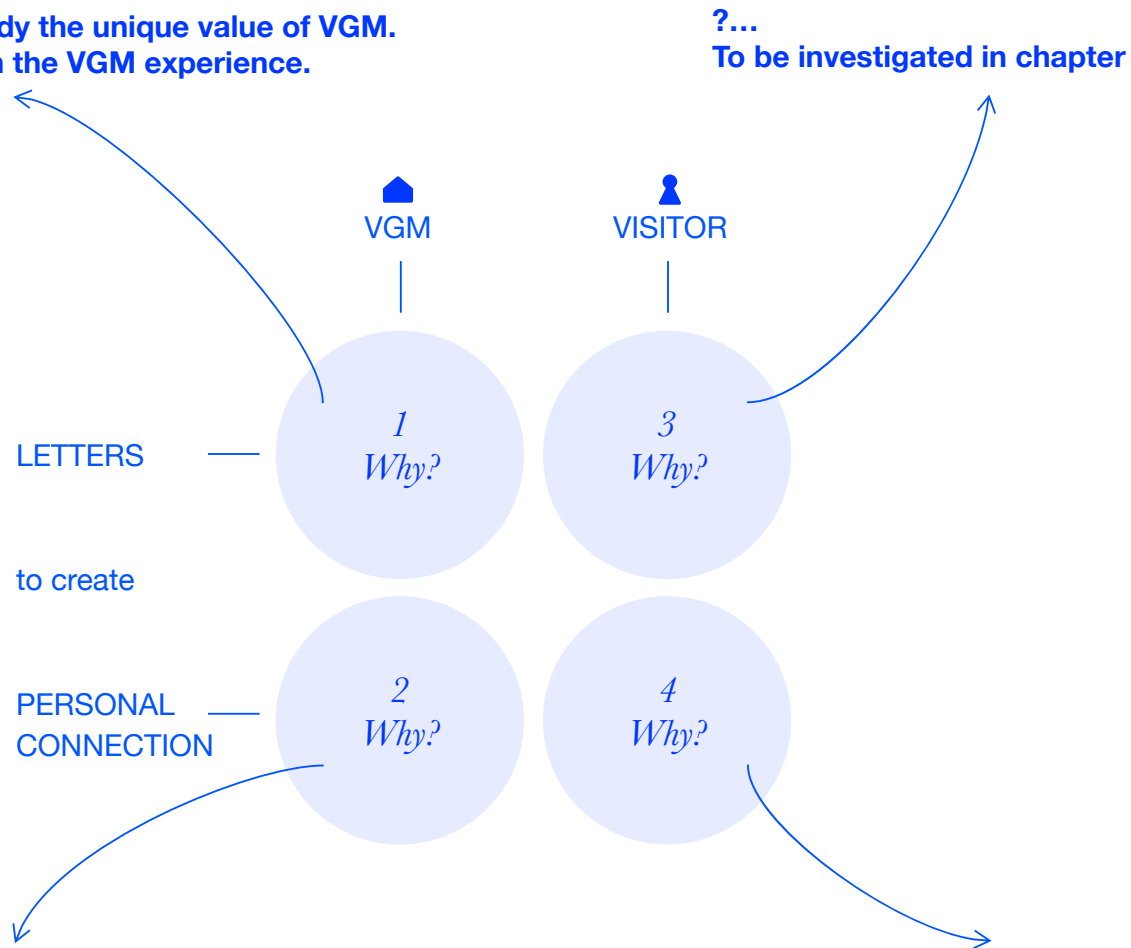 dy the unique value of VGM.
the VGM experience.
?...
To be investigated in chapter
VGM
VISITOR
LETTERS
1
Why?
3
Why?
to create
PERSONAL
CONNECTION
2
Why?
4
Why?